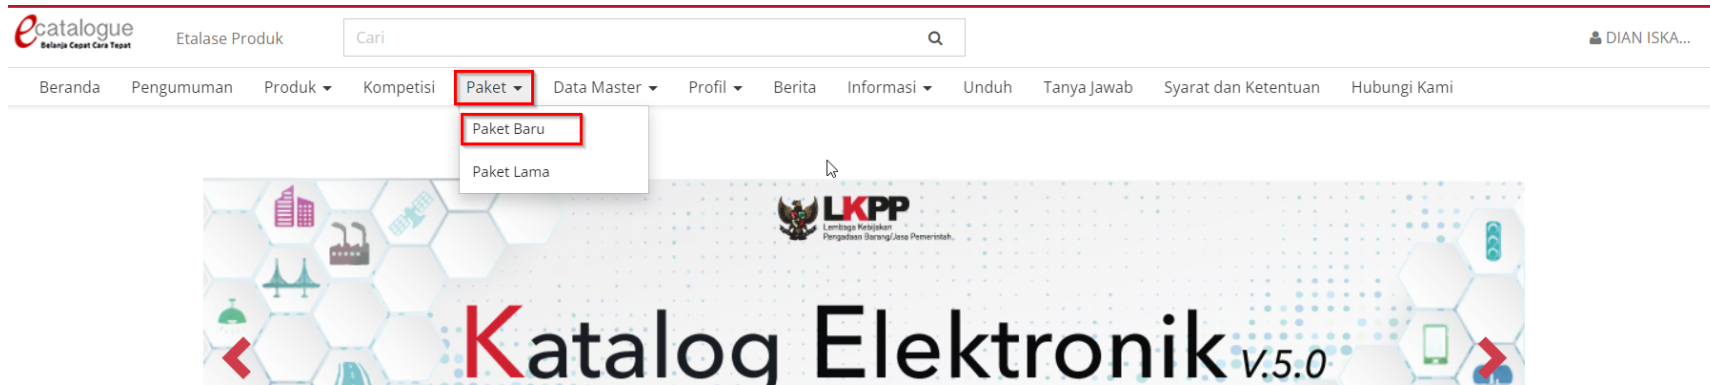 ecatalogue
Belanja Cepat Cara Tepat
Etalase Produk
Cari
DIAN ISKA...
Beranda Pengumuman Produk Kompetisi Paket Data Master Profil Berita Informasi Unduh Tanya Jawab Syarat dan Ketentuan Hubungi Kami
Paket Baru
Paket Lama
LKPP
Lembaga Kebijakan
Pengadaan Barang/Jasa Pemerintah
Katalog Elektronik V.5.0